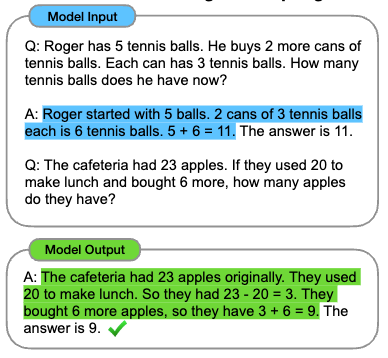 Model Input
Q: Roger has 5 tennis balls. He buys 2 more cans of
tennis balls. Each can has 3 tennis balls. How many
tennis balls does he have now?
A: Roger started with 5 balls. 2 cans of 3 tennis balls
each is 6 tennis balls. 5 + 6 = 11. The answer is 11.
Q: The cafeteria had 23 apples. If they used 20 to
make lunch and bought 6 more, how many apples
do they have?
Model Output
A: The cafeteria had 23 apples originally. They used
20 to make lunch. So they had 23 - 20 = 3. They
bought 6 more apples, so they have 3 + 6 = 9. The
answer is 9.